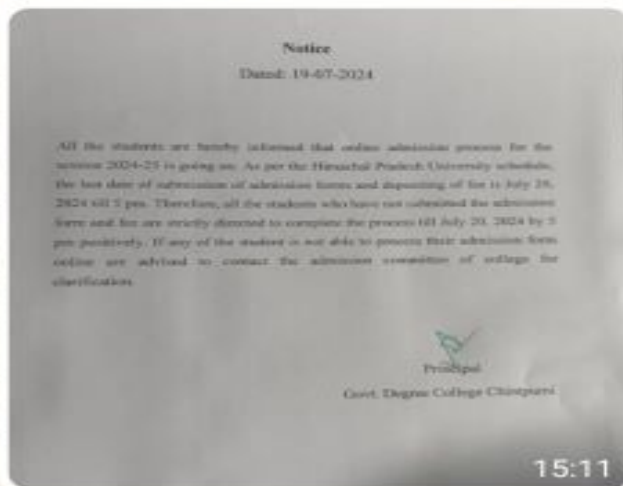 Notice
Dated: 19-07-2024
All the students are hereby informed that online admission process for the
session 2024-25 is going on. As per the Himachal Pradesh University schedule,
the last date of submission of admission forms and depositing of fee is July 20,
2024 till 5 pm. Therefore, all the students who have not submitted the admission
form and fee are strictly directed to complete the process till July 20, 2024 by 5
pm positively. If any of the student is not able to process their admission form
online are advised to contact the admission committee of college for
clarification.
Principal
Govt. Degree College Chintpurni
15:11